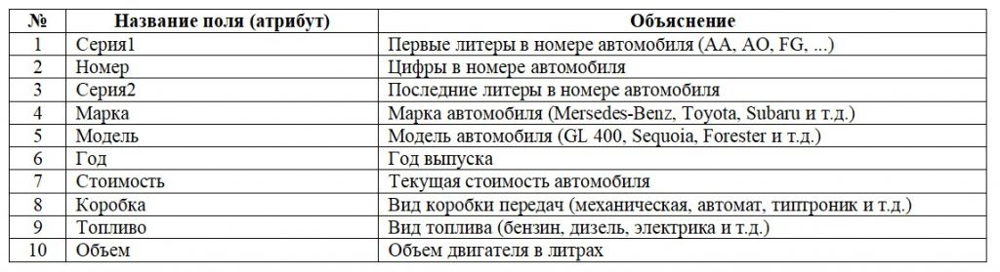 № Название поля (атрибут) Объяснение
1 Серия1 Первые литеры в номере автомобиля (AA, AO, FG, ...)
2 Номер Цифры в номере автомобиля
3 Серия2 Последние литеры в номере автомобиля
4 Марка Марка автомобиля (Mersedes-Benz, Toyota, Subaru и т.д.)
5 Модель Модель автомобиля (GL 400, Sequoia, Forester и т.д.)
6 Год Год выпуска
7 Стоимость Текущая стоимость автомобиля
8 Коробка Вид коробки передач (механическая, автомат, типтроник и т.д.)
9 Топливо Вид топлива (бензин, дизель, электрика и т.д.)
10 Объем Объем двигателя в литрах